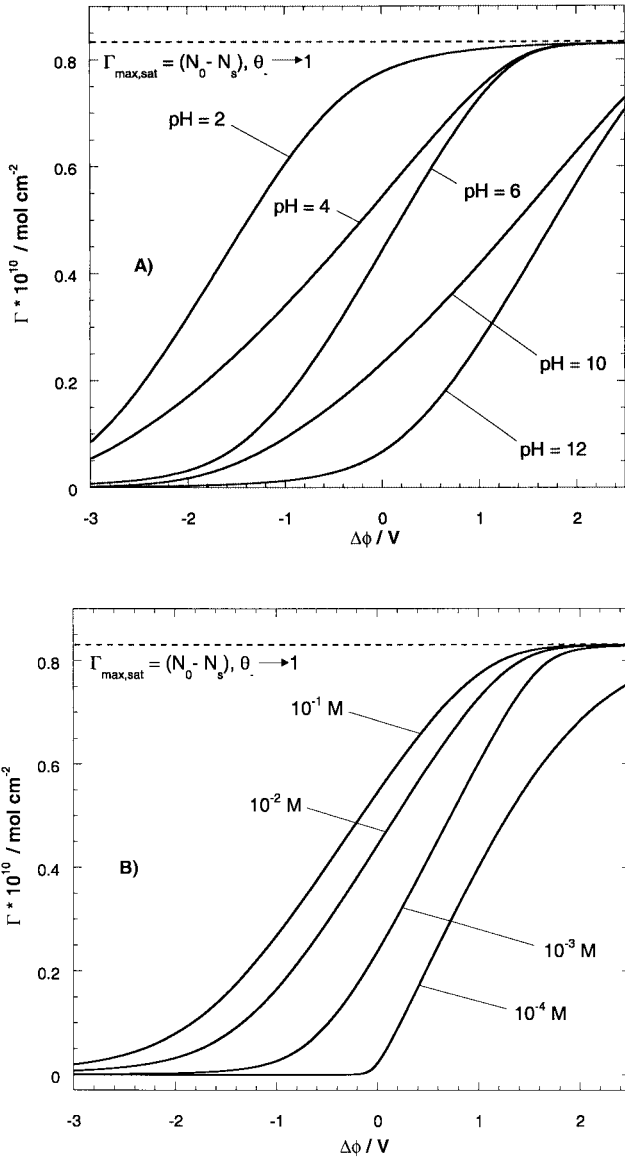 Γmax,sat = (N0 - Ns), θ- → 1
pH = 2
pH = 4
pH = 6
pH = 10
pH = 12
A)
Γ * 10^10 / mol cm^-2
0.8
0.6
0.4
0.2
0
-3 -2 -1 0 1 2
Δϕ / V
Γmax,sat = (N0 - Ns), θ- → 1
10^-1 M
10^-2 M
10^-3 M
10^-4 M
B)
Γ * 10^10 / mol cm^-2
0.8
0.6
0.4
0.2
0
-3 -2 -1 0 1 2
Δϕ / V